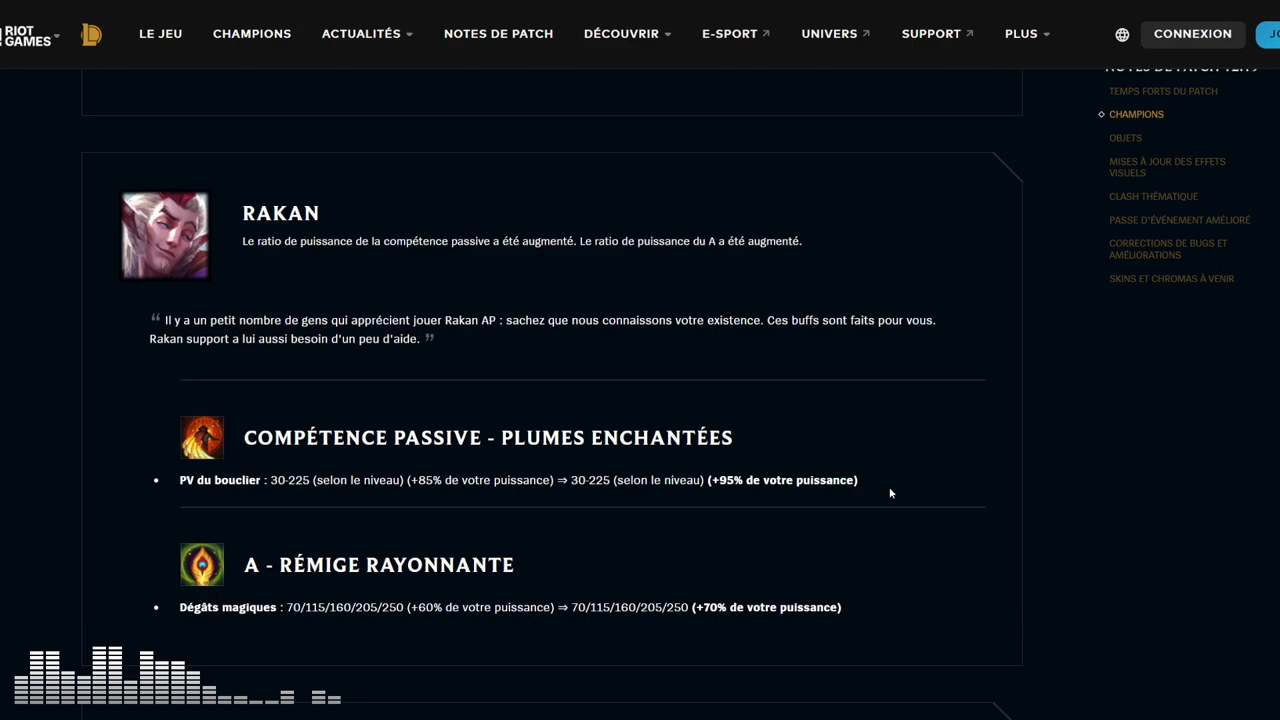 RIOT GAMES
LE JEU CHAMPIONS ACTUALITÉS NOTES DE PATCH DÉCOUVRIR E-SPORT UNIVERS SUPPORT PLUS CONNEXION
TEMPS FORTS DU PATCH
CHAMPIONS
OBJETS
MISES À JOUR DES EFFETS
VISUELS
CLASH THÉMATIQUE
PASSE D'ÉVÉNEMENT AMÉLIORÉ
CORRECTIONS DE BUGS ET
AMÉLIORATIONS
SKINS ET CHROMAS À VENIR
RAKAN
Le ratio de puissance de la compétence passive a été augmenté. Le ratio de puissance du A a été augmenté.
“ Il y a un petit nombre de gens qui apprécient jouer Rakan AP : sachez que nous connaissons votre existence. Ces buffs sont faits pour vous.
Rakan support a lui aussi besoin d'un peu d'aide. ”
COMPÉTENCE PASSIVE - PLUMES ENCHANTÉES
• PV du bouclier : 30-225 (selon le niveau) (+85% de votre puissance) ⇒ 30-225 (selon le niveau) (+95% de votre puissance)
A - RÉMIGE RAYONNANTE
• Dégâts magiques : 70/115/160/205/250 (+60% de votre puissance) ⇒ 70/115/160/205/250 (+70% de votre puissance)